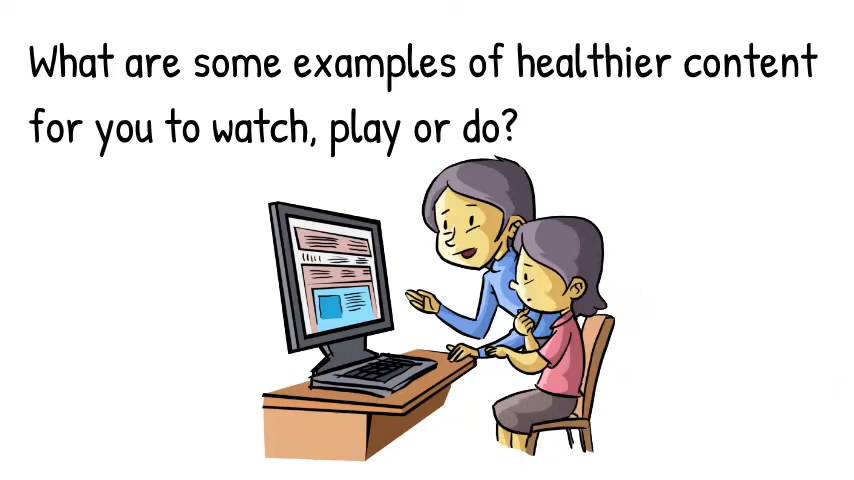 What are some examples of healthier content
for you to watch, play or do?